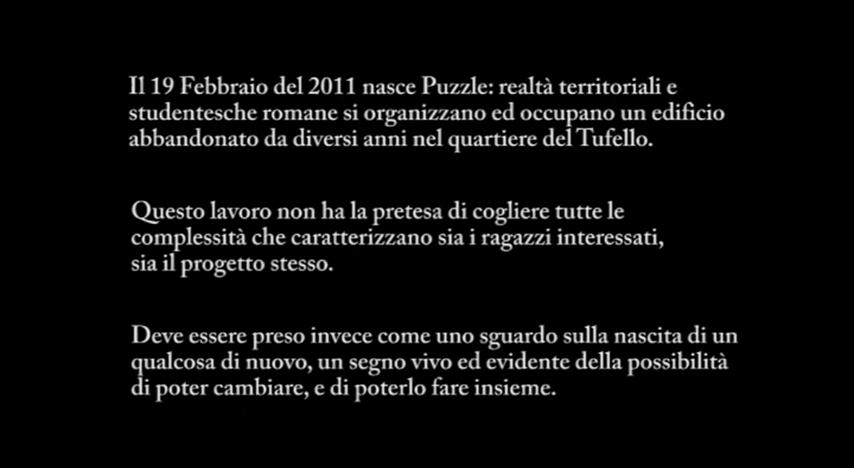 Il 19 Febbraio del 2011 nasce Puzzle: realtà territoriali e
studentesche romane si organizzano ed occupano un edificio
abbandonato da diversi anni nel quartiere del Tufello.
Questo lavoro non ha la pretesa di cogliere tutte le
complessità che caratterizzano sia i ragazzi interessati,
sia il progetto stesso.
Deve essere preso invece come uno sguardo sulla nascita di un
qualcosa di nuovo, un segno vivo ed evidente della possibilità
di poter cambiare, e di poterlo fare insieme.